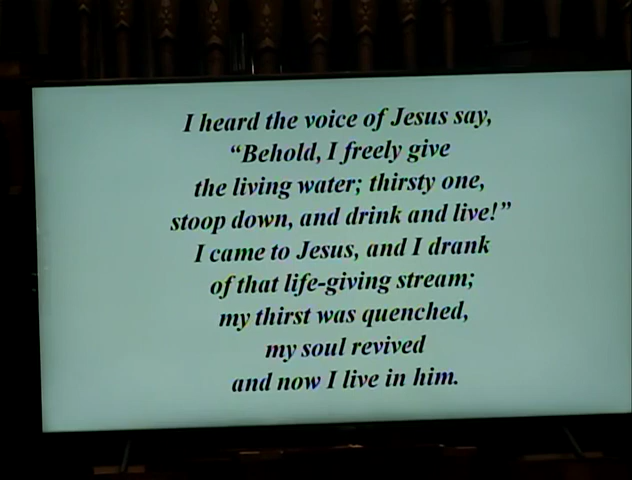 I heard the voice of Jesus say,
“Behold, I freely give
the living water; thirsty one,
stoop down, and drink and live!”
I came to Jesus, and I drank
of that life-giving stream;
my thirst was quenched,
my soul revived
and now I live in him.